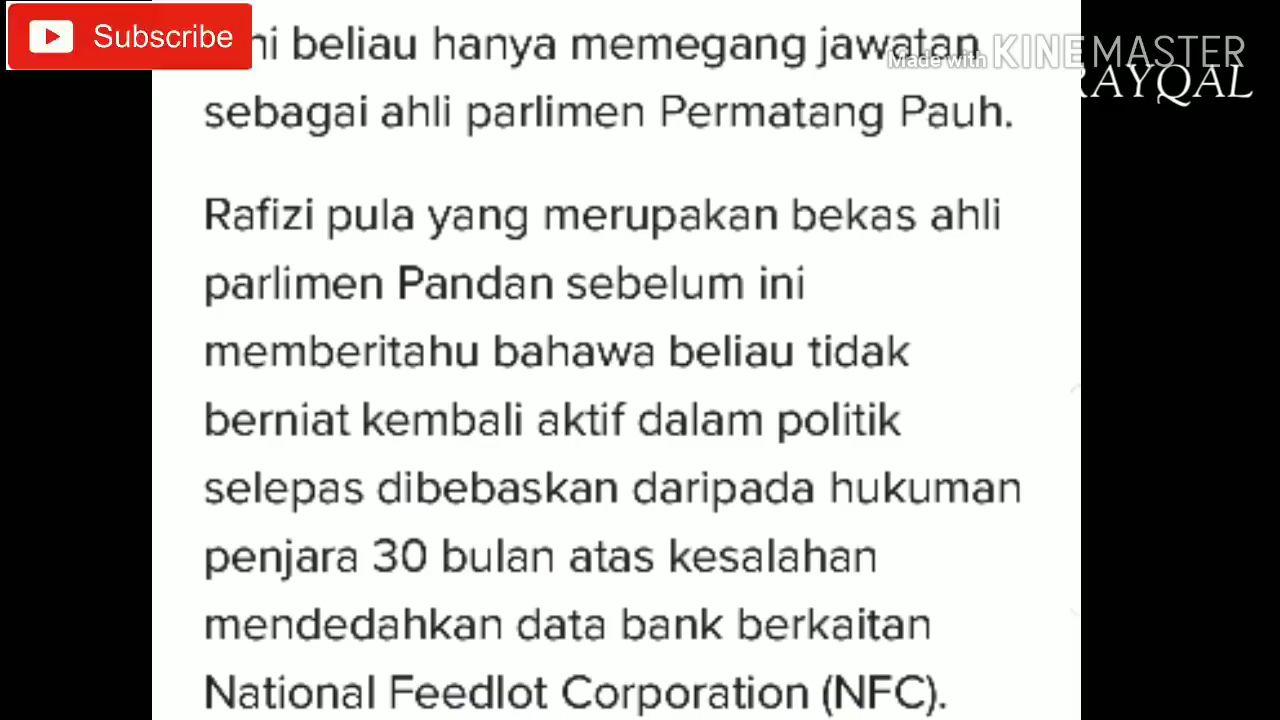 Subscribe
beliau hanya memegang jawatan
Made with KINEMASTER
RAYQAL
sebagai ahli parlimen Permatang Pauh.
Rafizi pula yang merupakan bekas ahli
parlimen Pandan sebelum ini
memberitahu bahawa beliau tidak
berniat kembali aktif dalam politik
selepas dibebaskan daripada hukuman
penjara 30 bulan atas kesalahan
mendedahkan data bank berkaitan
National Feedlot Corporation (NFC).